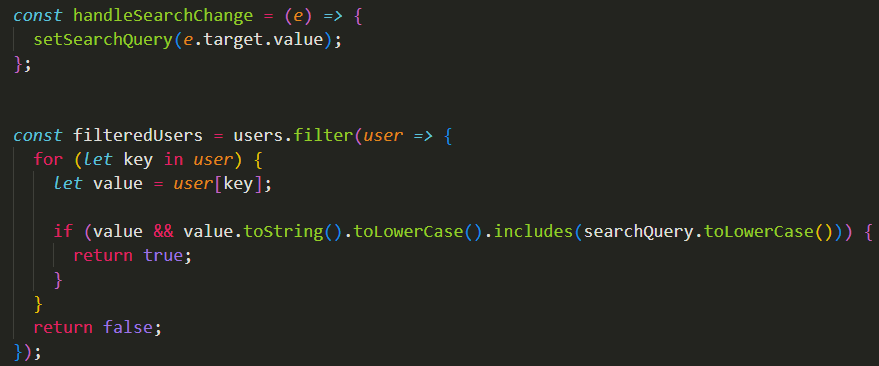 const handleSearchChange = (e) => {
  setSearchQuery(e.target.value);
};
const filteredUsers = users.filter(user => {
  for (let key in user) {
    let value = user[key];
    if (value && value.toString().toLowerCase().includes(searchQuery.toLowerCase())) {
      return true;
    }
  }
  return false;
});